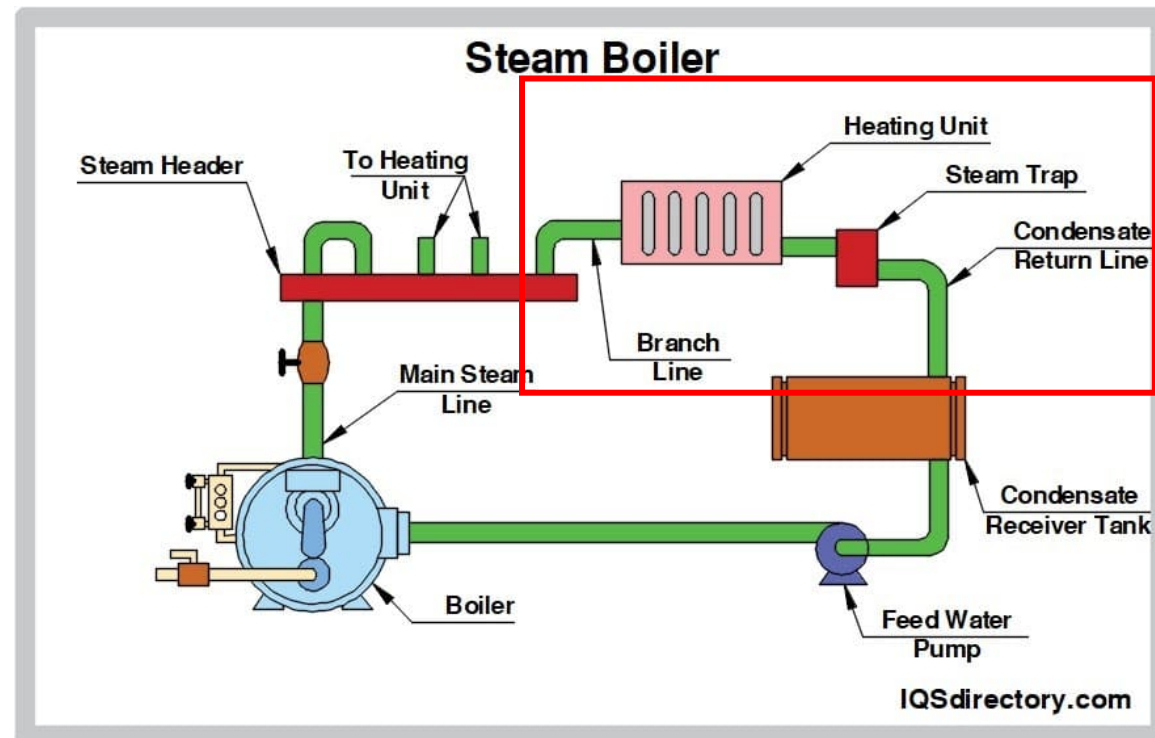 Steam Boiler
Heating Unit
Steam Header
To Heating
Unit
Steam Trap
Condensate
Return Line
Branch
Line
Main Steam
Line
Condensate
Receiver Tank
Boiler
Feed Water
Pump
IQSdirectory.com